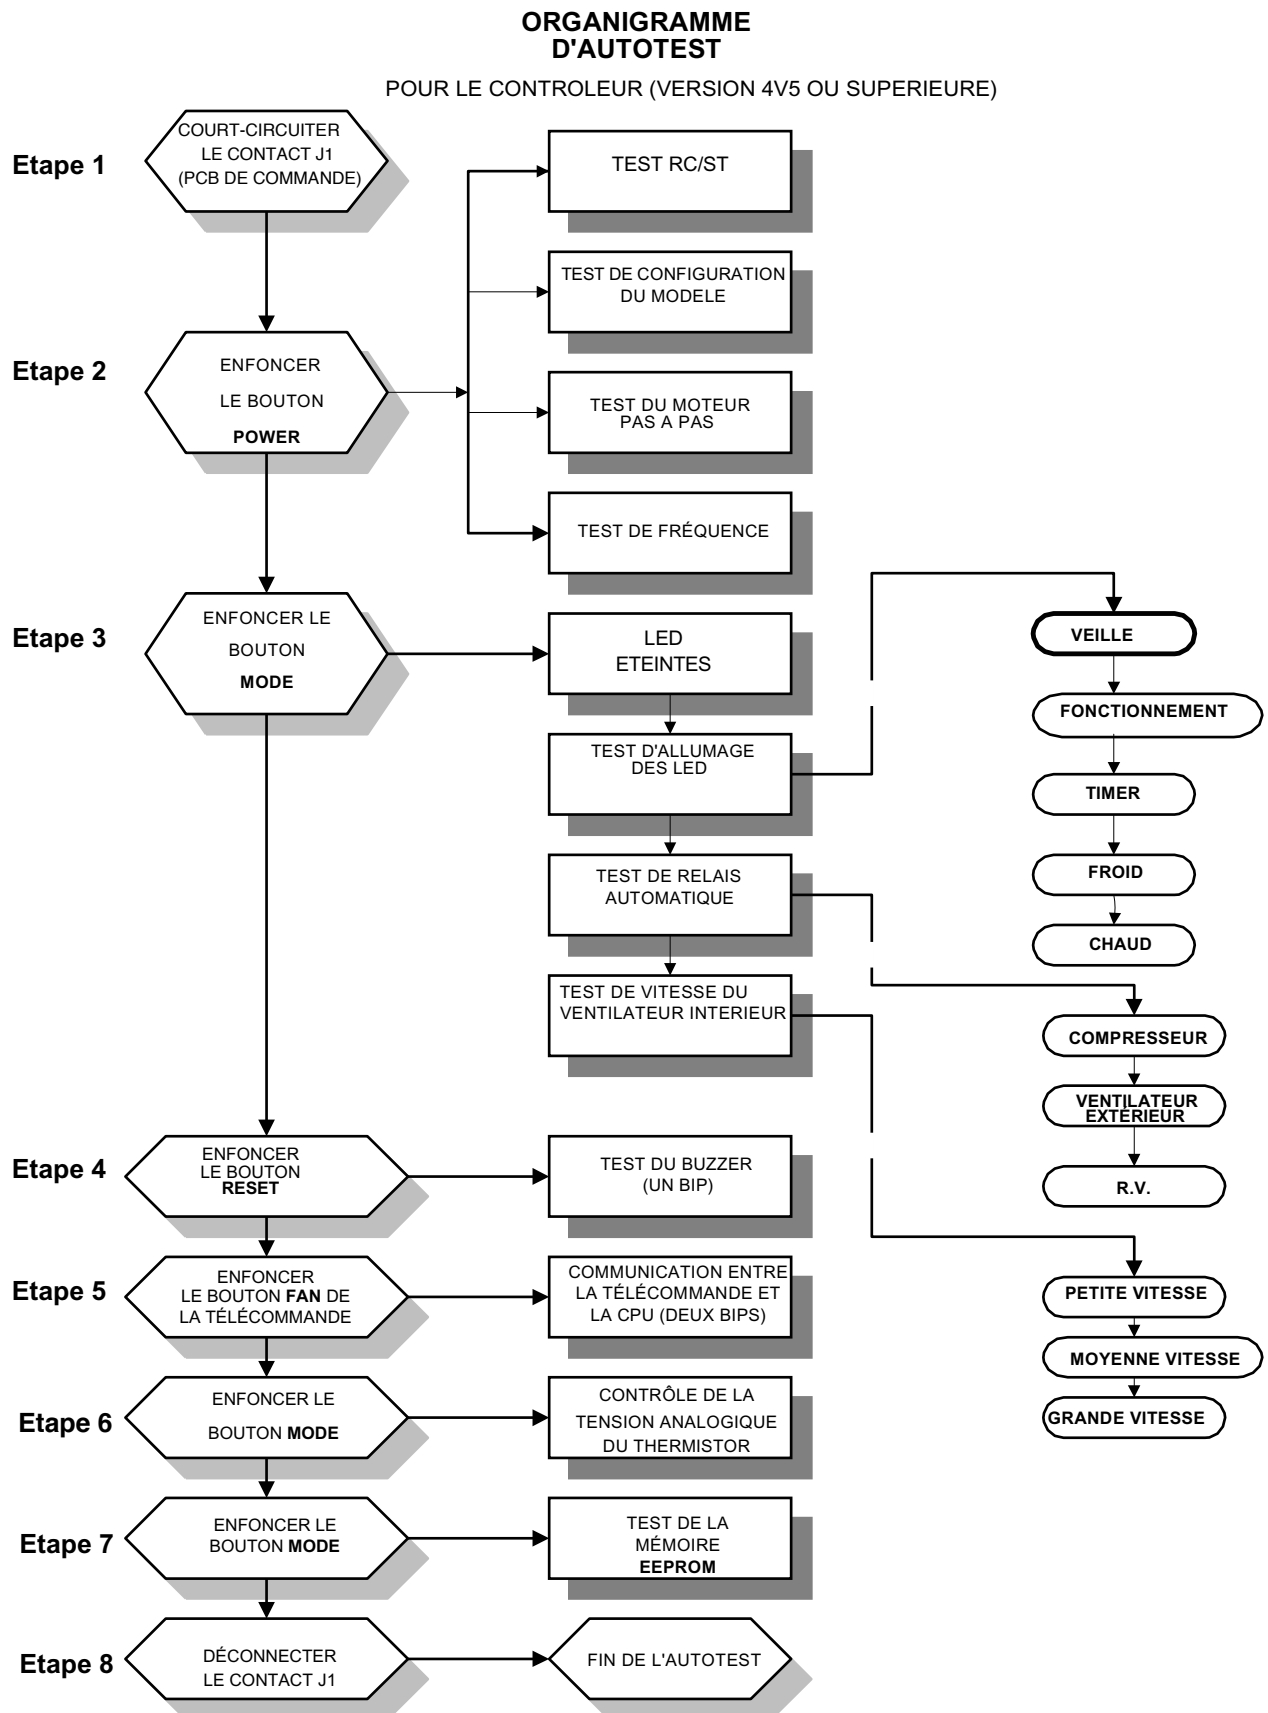 ORGANIGRAMME
D'AUTOTEST
POUR LE CONTROLEUR (VERSION 4V5 OU SUPERIEURE)
Etape 1
COURT-CIRCUITER
LE CONTACT J1
(PCB DE COMMANDE)
TEST RC/ST
TEST DE CONFIGURATION
DU MODELE
Etape 2
ENFONCER
LE BOUTON
POWER
TEST DU MOTEUR
PAS A PAS
TEST DE FRÉQUENCE
Etape 3
ENFONCER LE
BOUTON
MODE
LED
ETEINTES
TEST D'ALLUMAGE
DES LED
TEST DE RELAIS
AUTOMATIQUE
TEST DE VITESSE DU
VENTILATEUR INTERIEUR
VEILLE
FONCTIONNEMENT
TIMER
FROID
CHAUD
COMPRESSEUR
VENTILATEUR
EXTÉRIEUR
R.V.
PETITE VITESSE
MOYENNE VITESSE
GRANDE VITESSE
Etape 4
ENFONCER
LE BOUTON
RESET
TEST DU BUZZER
(UN BIP)
Etape 5
ENFONCER
LE BOUTON FAN DE
LA TÉLÉCOMMANDE
COMMUNICATION ENTRE
LA TÉLÉCOMMANDE ET
LA CPU (DEUX BIPS)
Etape 6
ENFONCER LE
BOUTON MODE
CONTRÔLE DE LA
TENSION ANALOGIQUE
DU THERMISTOR
Etape 7
ENFONCER LE
BOUTON MODE
TEST DE LA
MÉMOIRE
EEPROM
Etape 8
DÉCONNECTER
LE CONTACT J1
FIN DE L'AUTOTEST